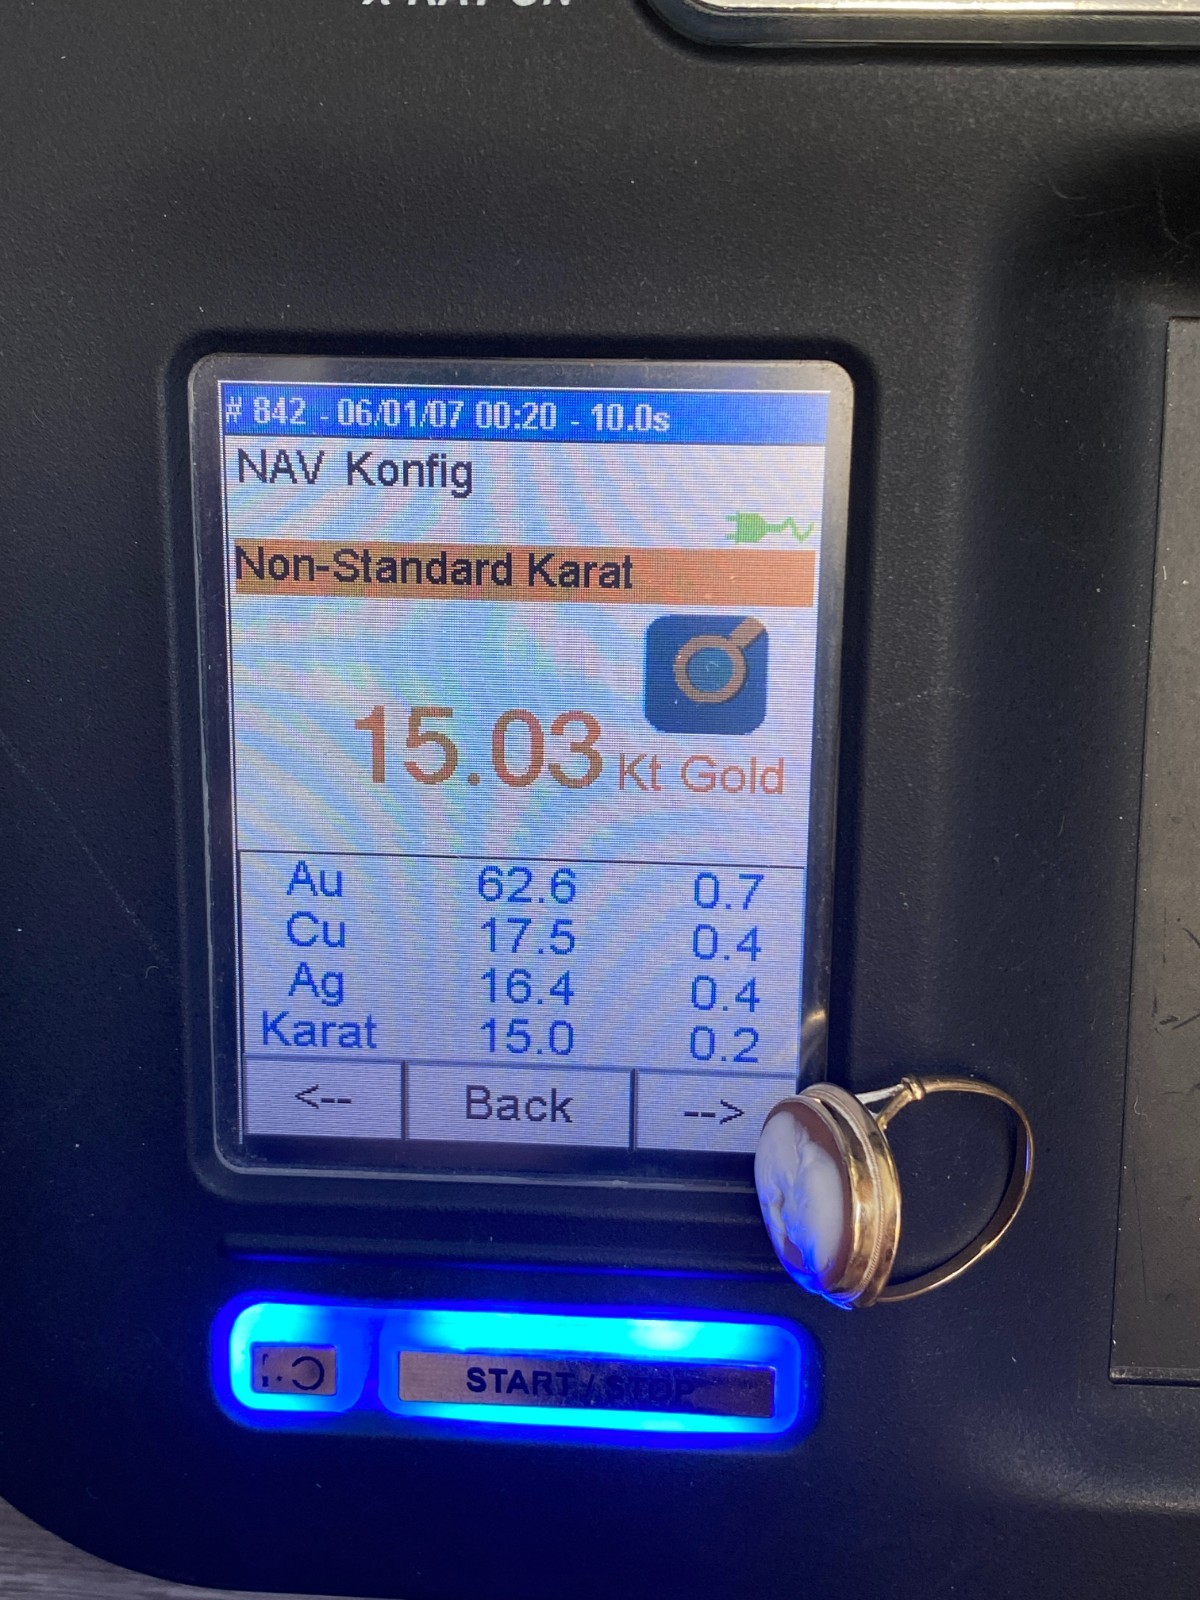 X-RAY ON
# 842 - 06/01/07 00:20 - 10.0s
NAV Konfig
Non-Standard Karat
15.03 Kt Gold
Au 62.6 0.7
Cu 17.5 0.4
Ag 16.4 0.4
Karat 15.0 0.2
<-- Back -->
START / STOP